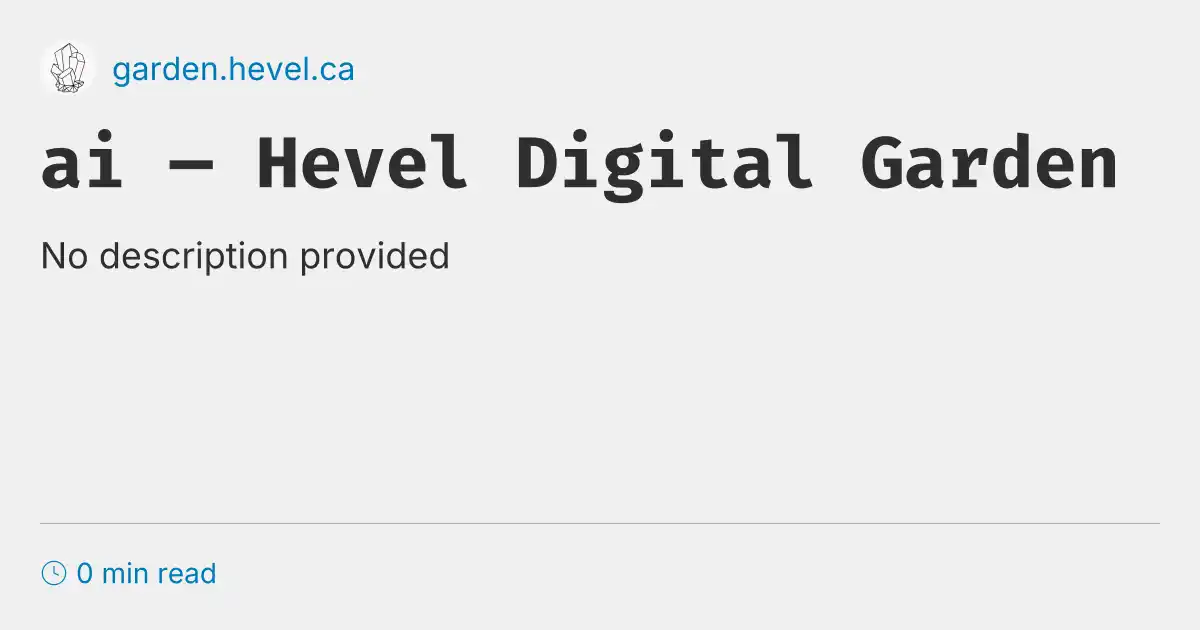 garden.hevel.ca
ai — Hevel Digital Garden
No description provided
0 min read